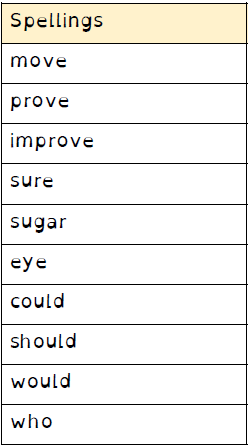 Spellings
move
prove
improve
sure
sugar
eye
could
should
would
who